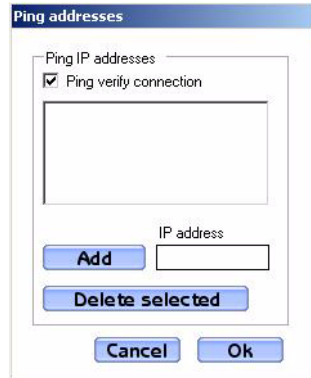 Ping addresses
Ping IP addresses
Ping verify connection
IP address
Add
Delete selected
Cancel Ok